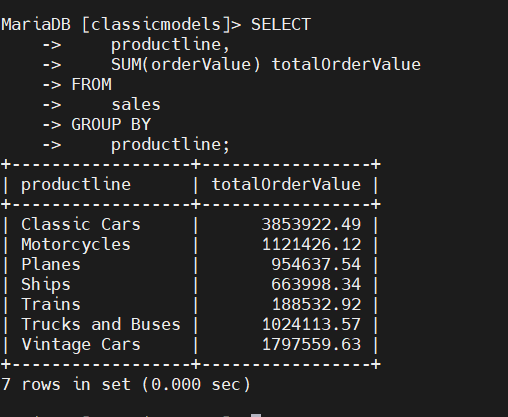 MariaDB [classicmodels]> SELECT
    ->     productline,
    ->     SUM(orderValue) totalOrderValue
    -> FROM
    ->     sales
    -> GROUP BY
    ->     productline;
+------------------+-----------------+
| productline      | totalOrderValue |
+------------------+-----------------+
| Classic Cars     |      3853922.49 |
| Motorcycles      |      1121426.12 |
| Planes           |       954637.54 |
| Ships            |       663998.34 |
| Trains           |       188532.92 |
| Trucks and Buses |      1024113.57 |
| Vintage Cars     |      1797559.63 |
+------------------+-----------------+
7 rows in set (0.000 sec)